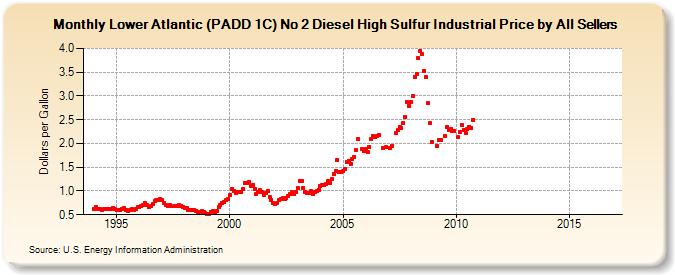 Monthly Lower Atlantic (PADD 1C) No 2 Diesel High Sulfur Industrial Price by All Sellers
Dollars per Gallon
4.0
3.5
3.0
2.5
2.0
1.5
1.0
0.5
1995 2000 2005 2010 2015
Source: U.S. Energy Information Administration